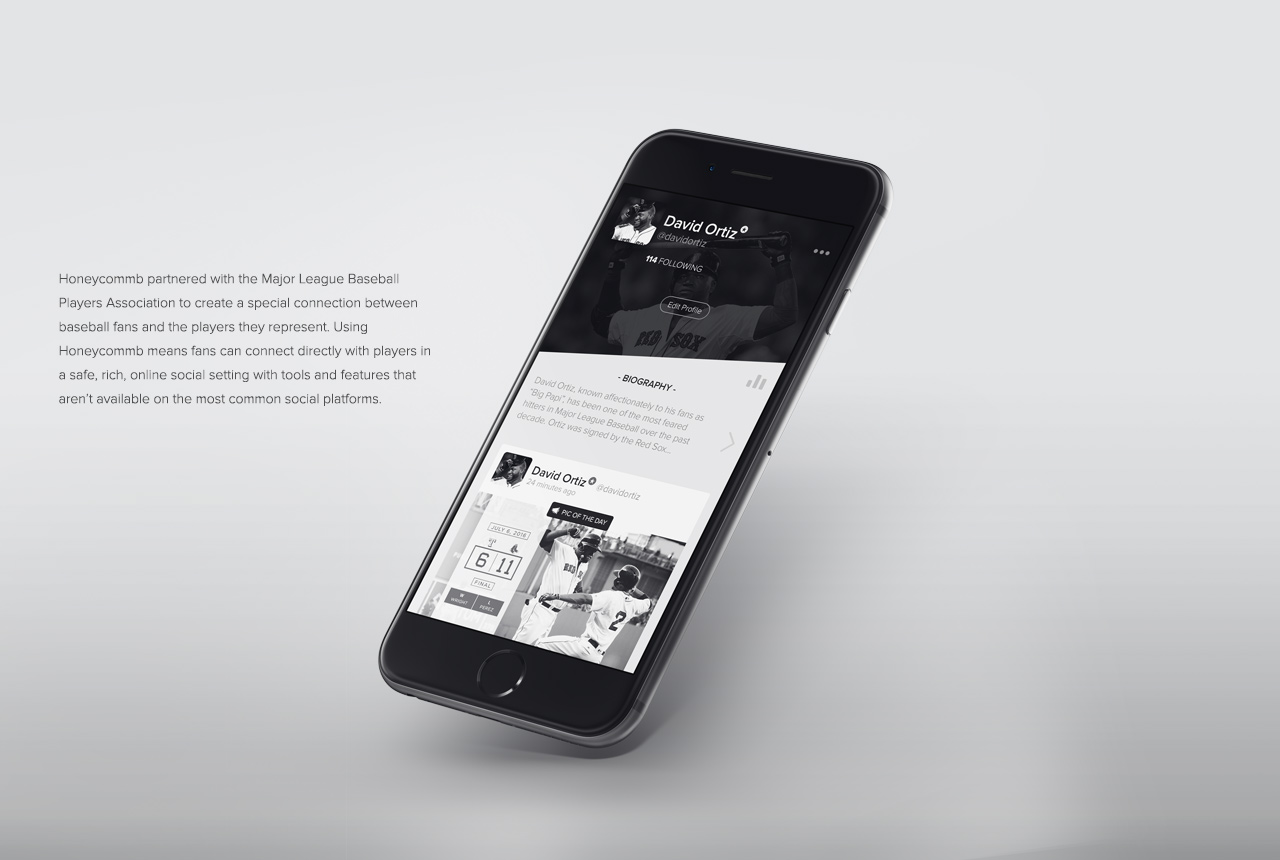 Honeycommb partnered with the Major League Baseball
Players Association to create a special connection between
baseball fans and the players they represent. Using
Honeycommb means fans can connect directly with players in
a safe, rich, online social setting with tools and features that
aren't available on the most common social platforms.
David Ortiz
@davidortiz
114 FOLLOWING
Edit Profile
RED SOX
- BIOGRAPHY -
David Ortiz, known affectionately to his fans as
"Big Papi", has been one of the most feared
hitters in Major League Baseball over the past
decade. Ortiz was signed by the Red Sox...
David Ortiz @davidortiz
24 minutes ago
PIC OF THE DAY
JULY 6, 2016
6 11
FINAL
W L
WRIGHT PEREZ
RED
2